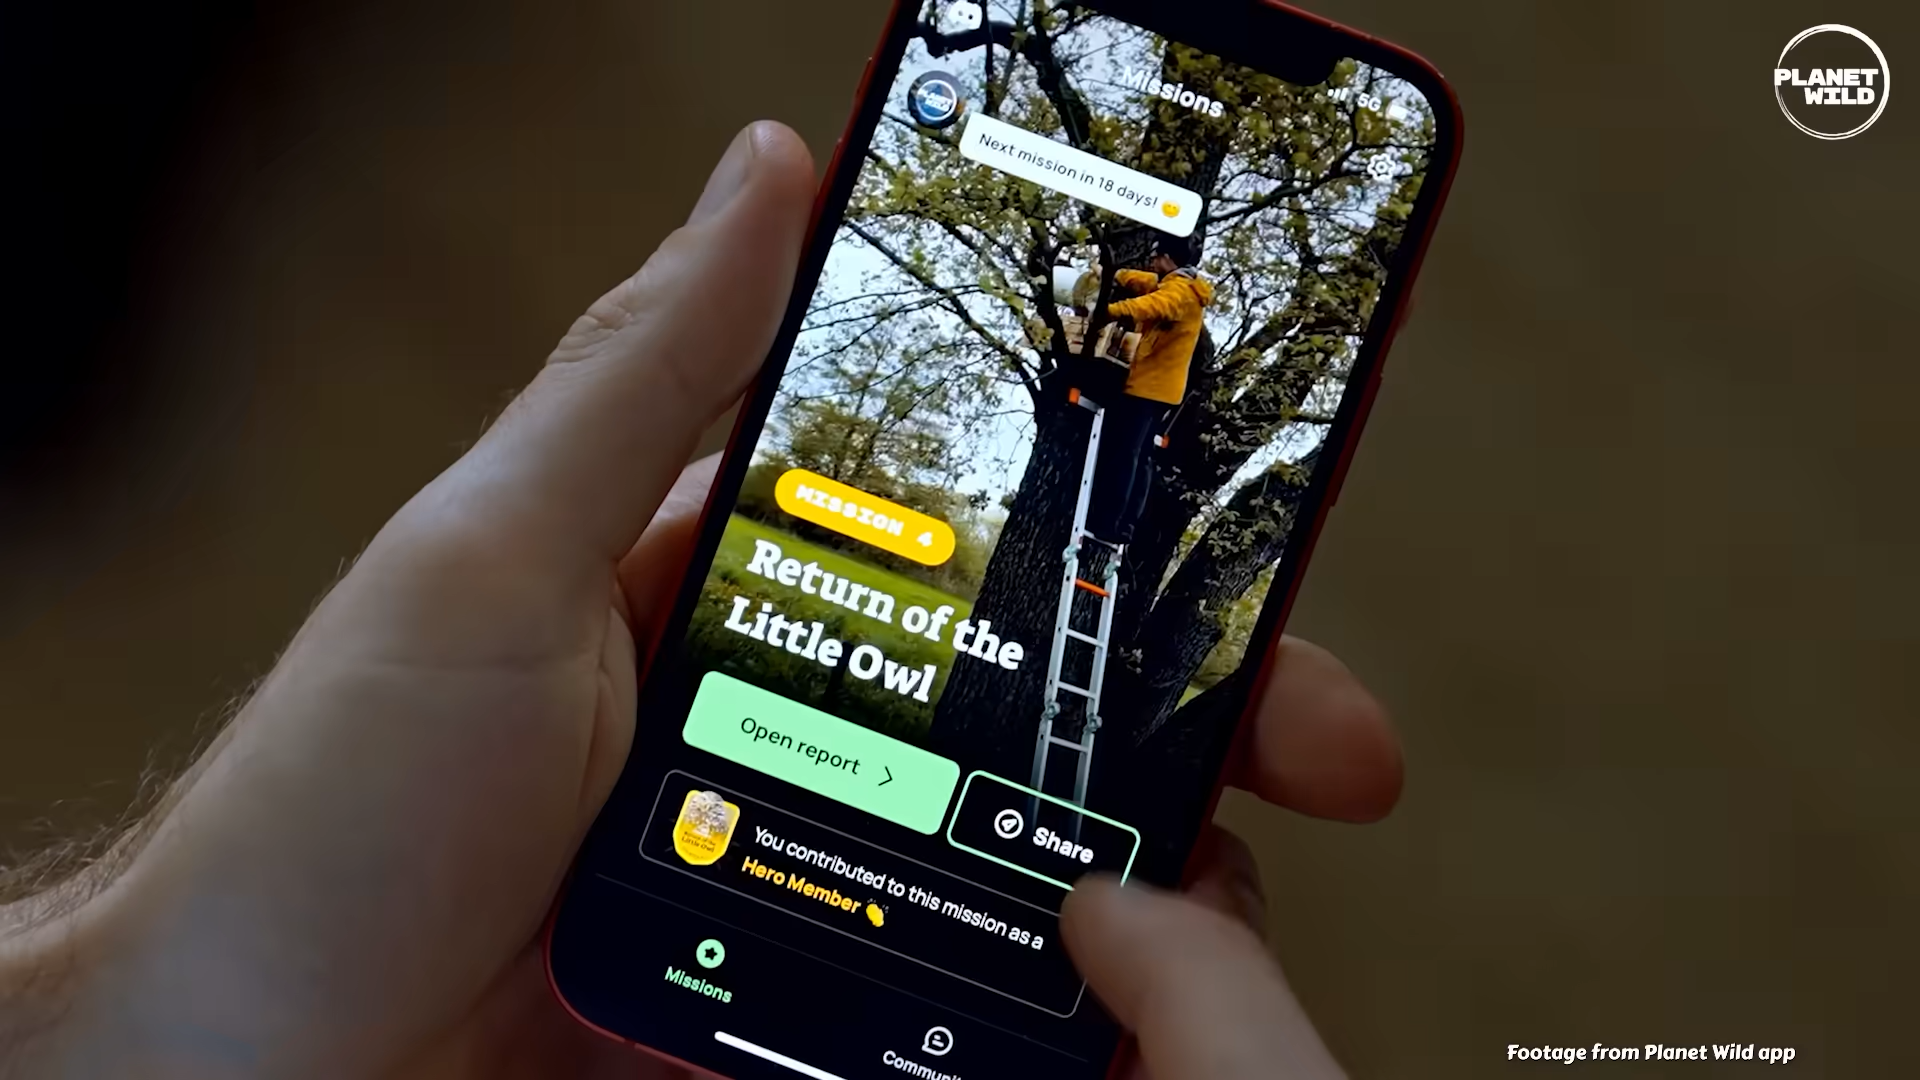 PLANET
WILD
Missions
5G
Next mission in 18 days! 😊
MISSION 4
Return of the
Little Owl
Open report
Share
You contributed to this mission as a
Hero Member 👏
Missions
Footage from Planet Wild app